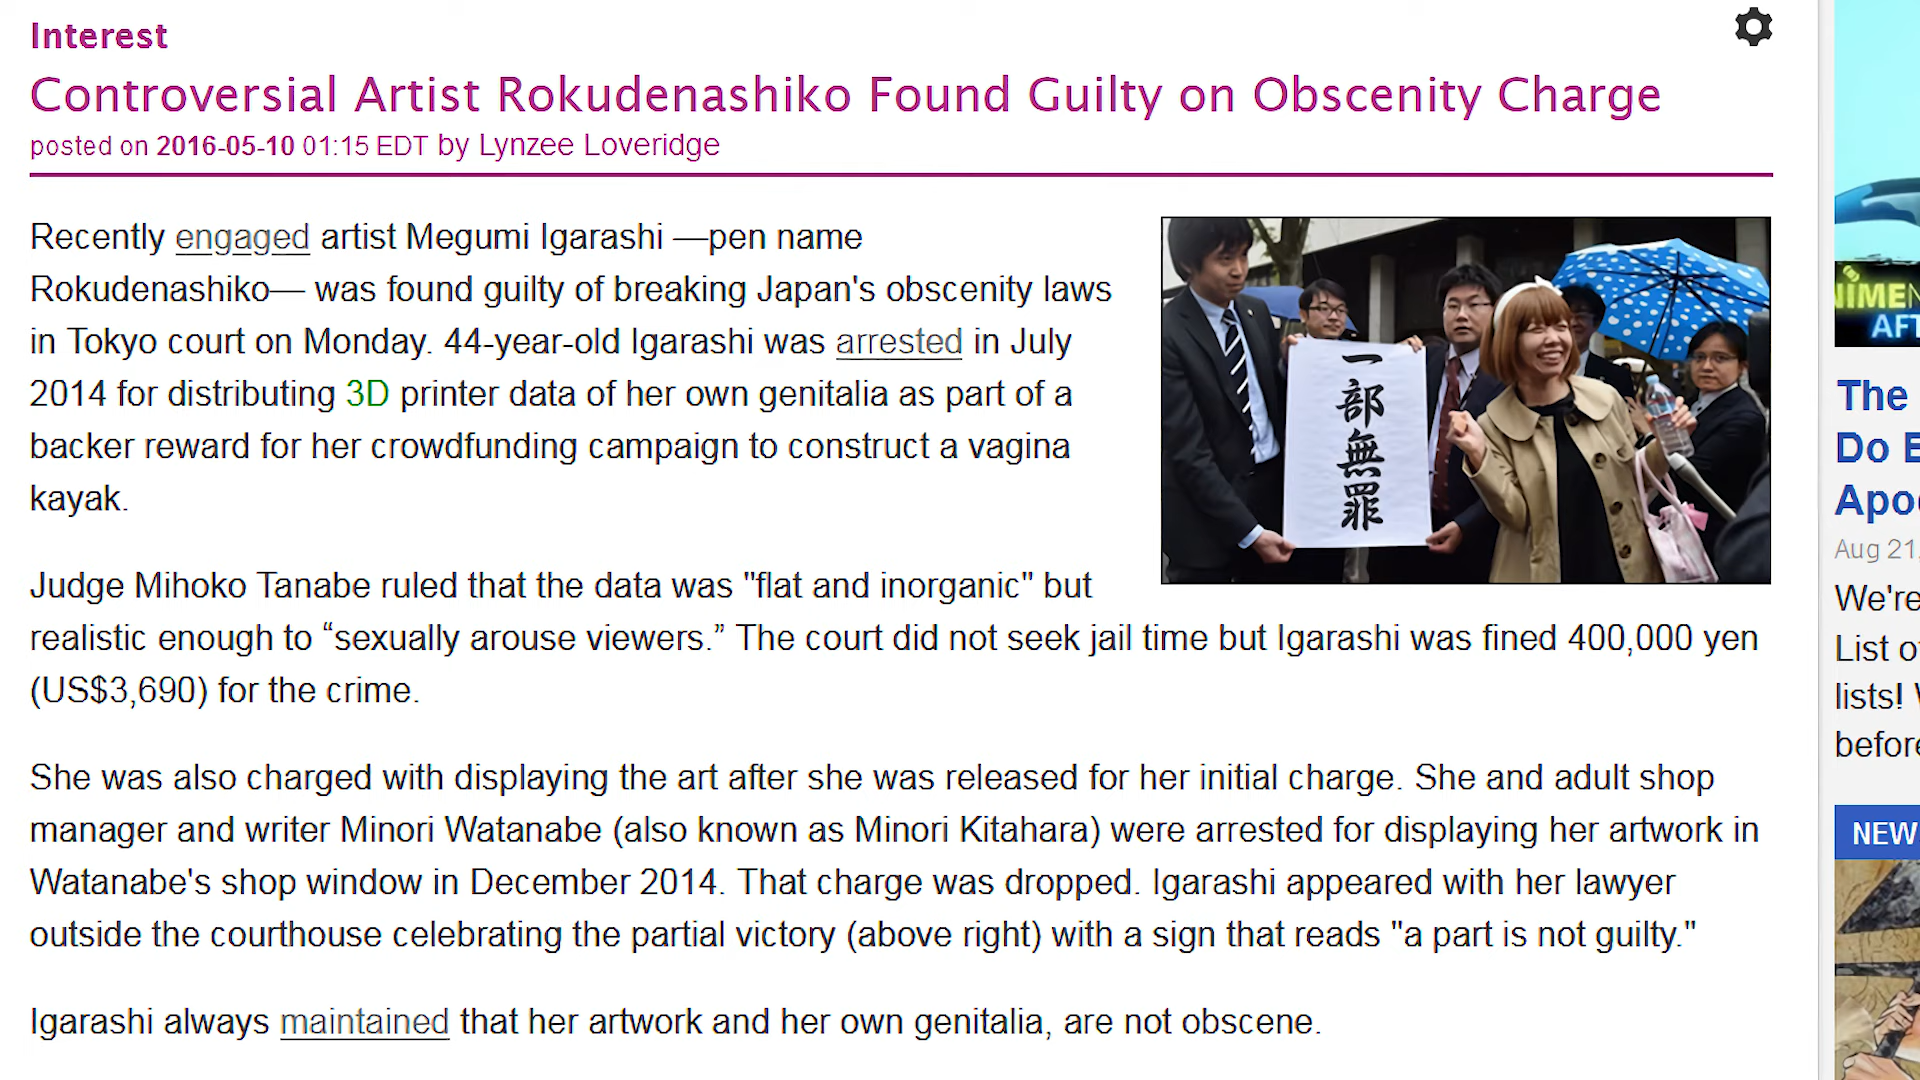 Interest
Controversial Artist Rokudenashiko Found Guilty on Obscenity Charge
posted on 2016-05-10 01:15 EDT by Lynzee Loveridge
Recently engaged artist Megumi Igarashi —pen name
Rokudenashiko— was found guilty of breaking Japan's obscenity laws
in Tokyo court on Monday. 44-year-old Igarashi was arrested in July
2014 for distributing 3D printer data of her own genitalia as part of a
backer reward for her crowdfunding campaign to construct a vagina
kayak.
一部無罪
Judge Mihoko Tanabe ruled that the data was "flat and inorganic" but
realistic enough to “sexually arouse viewers.” The court did not seek jail time but Igarashi was fined 400,000 yen
(US$3,690) for the crime.
She was also charged with displaying the art after she was released for her initial charge. She and adult shop
manager and writer Minori Watanabe (also known as Minori Kitahara) were arrested for displaying her artwork in
Watanabe's shop window in December 2014. That charge was dropped. Igarashi appeared with her lawyer
outside the courthouse celebrating the partial victory (above right) with a sign that reads "a part is not guilty."
Igarashi always maintained that her artwork and her own genitalia, are not obscene.
NIME
AFT
The
Do E
Apo
Aug 21,
We're
List o
lists! W
before
NEW